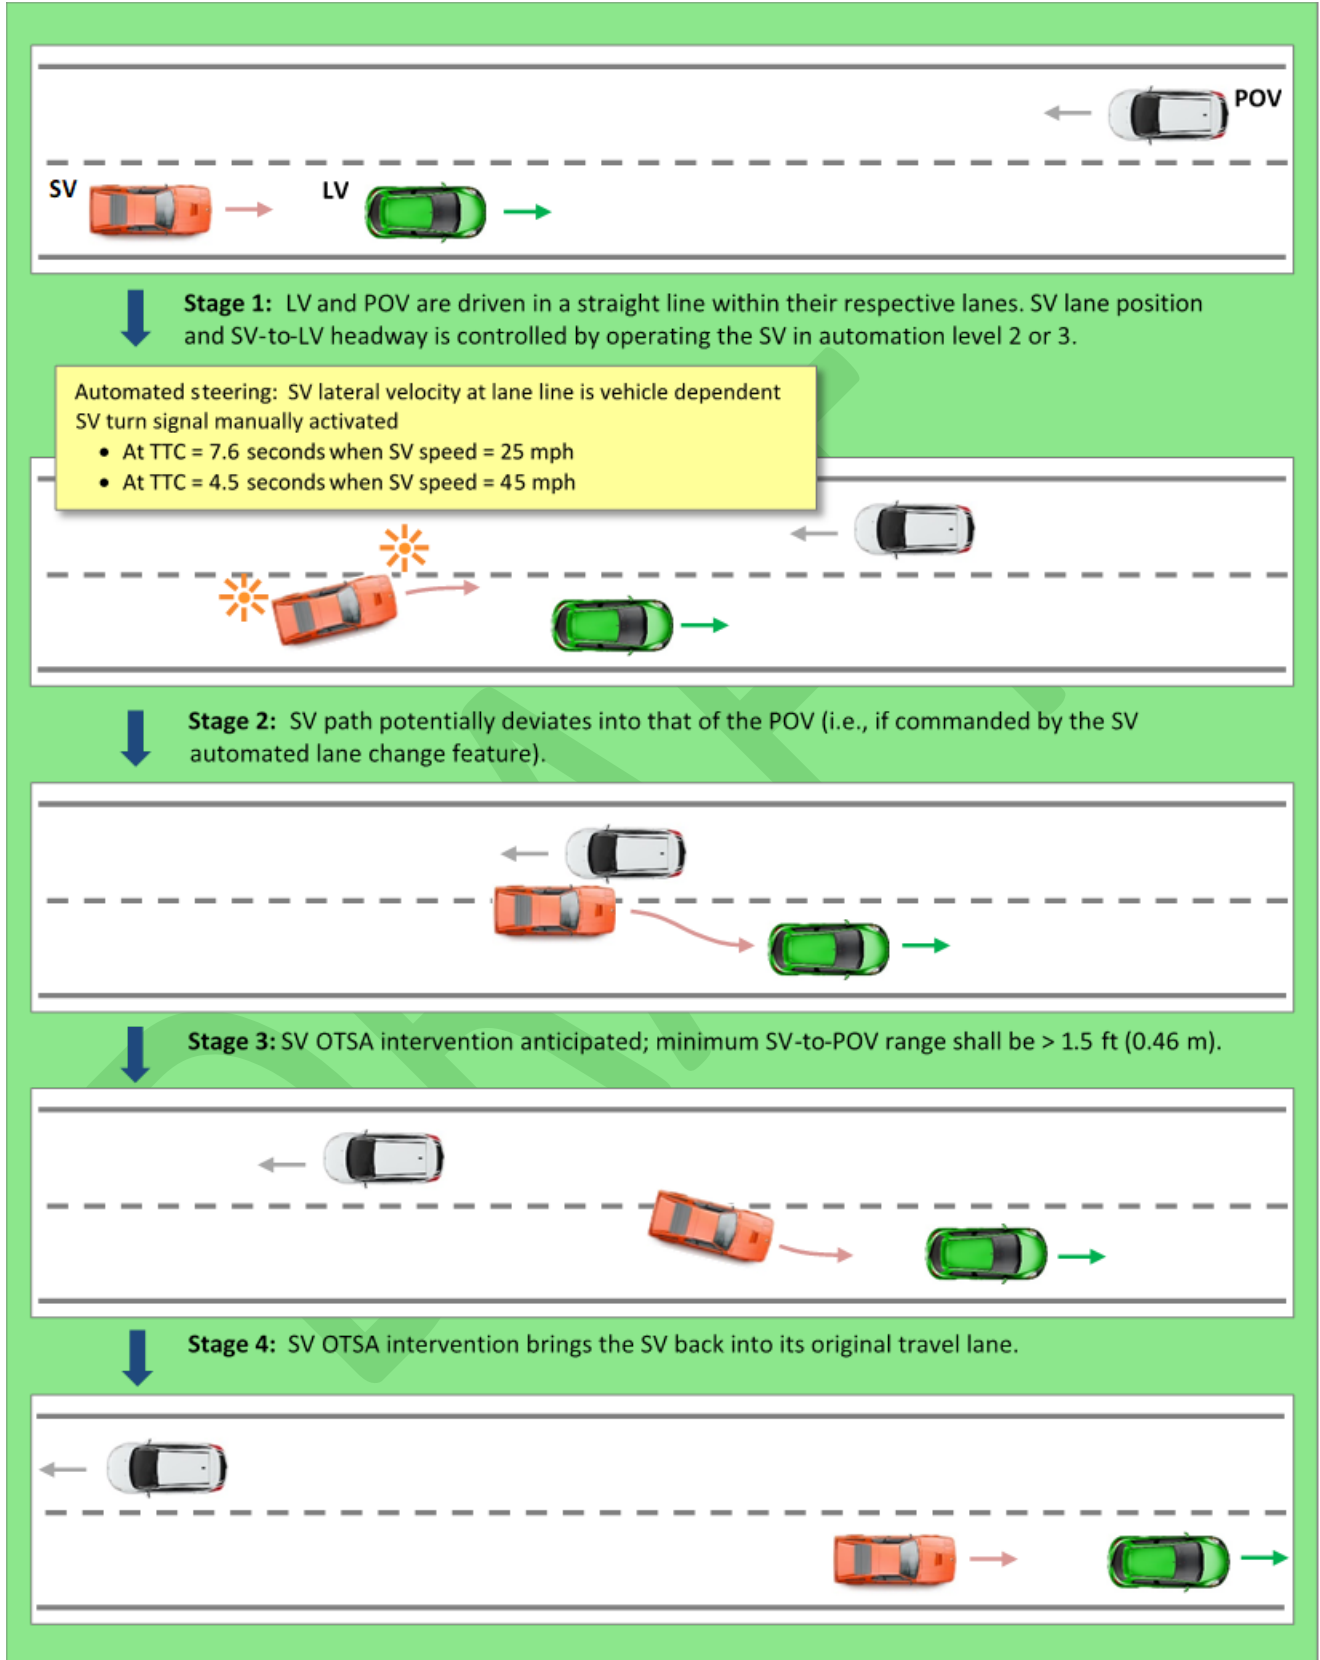 POV
SV
LV
Stage 1: LV and POV are driven in a straight line within their respective lanes. SV lane position
and SV-to-LV headway is controlled by operating the SV in automation level 2 or 3.
Automated steering: SV lateral velocity at lane line is vehicle dependent
SV turn signal manually activated
• At TTC = 7.6 seconds when SV speed = 25 mph
• At TTC = 4.5 seconds when SV speed = 45 mph
Stage 2: SV path potentially deviates into that of the POV (i.e., if commanded by the SV
automated lane change feature).
Stage 3: SV OTSA intervention anticipated; minimum SV-to-POV range shall be > 1.5 ft (0.46 m).
Stage 4: SV OTSA intervention brings the SV back into its original travel lane.
DRAFT